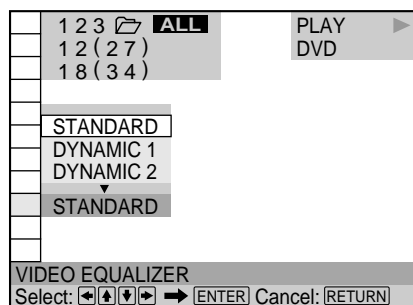 1 2 3 ALL PLAY
1 2 ( 2 7 ) DVD
1 8 ( 3 4 )
STANDARD
DYNAMIC 1
DYNAMIC 2
STANDARD
VIDEO EQUALIZER
Select: ENTER Cancel: RETURN